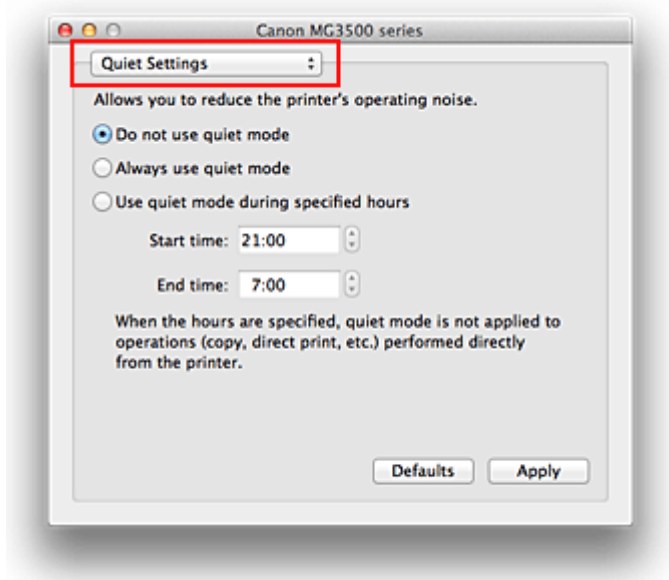 Canon MG3500 series
Quiet Settings
Allows you to reduce the printer's operating noise.
Do not use quiet mode
Always use quiet mode
Use quiet mode during specified hours
Start time: 21:00
End time: 7:00
When the hours are specified, quiet mode is not applied to
operations (copy, direct print, etc.) performed directly
from the printer.
Defaults Apply